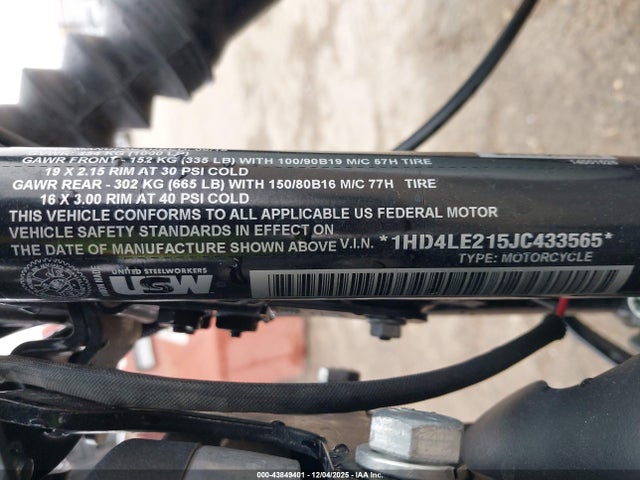 GAWR FRONT - 152 KG (335 LB) WITH 100/90B19 M/C 57H TIRE
19 X 2.15 RIM AT 30 PSI COLD
GAWR REAR - 302 KG (665 LB) WITH 150/80B16 M/C 77H TIRE
16 X 3.00 RIM AT 40 PSI COLD
THIS VEHICLE CONFORMS TO ALL APPLICABLE US FEDERAL MOTOR
VEHICLE SAFETY STANDARDS IN EFFECT ON
THE DATE OF MANUFACTURE SHOWN ABOVE V.I.N. *1HD4LE215JC433565*
TYPE: MOTORCYCLE
UNITED STEELWORKERS
USW
000-43849401 - 12/04/2025 - IAAI.COM